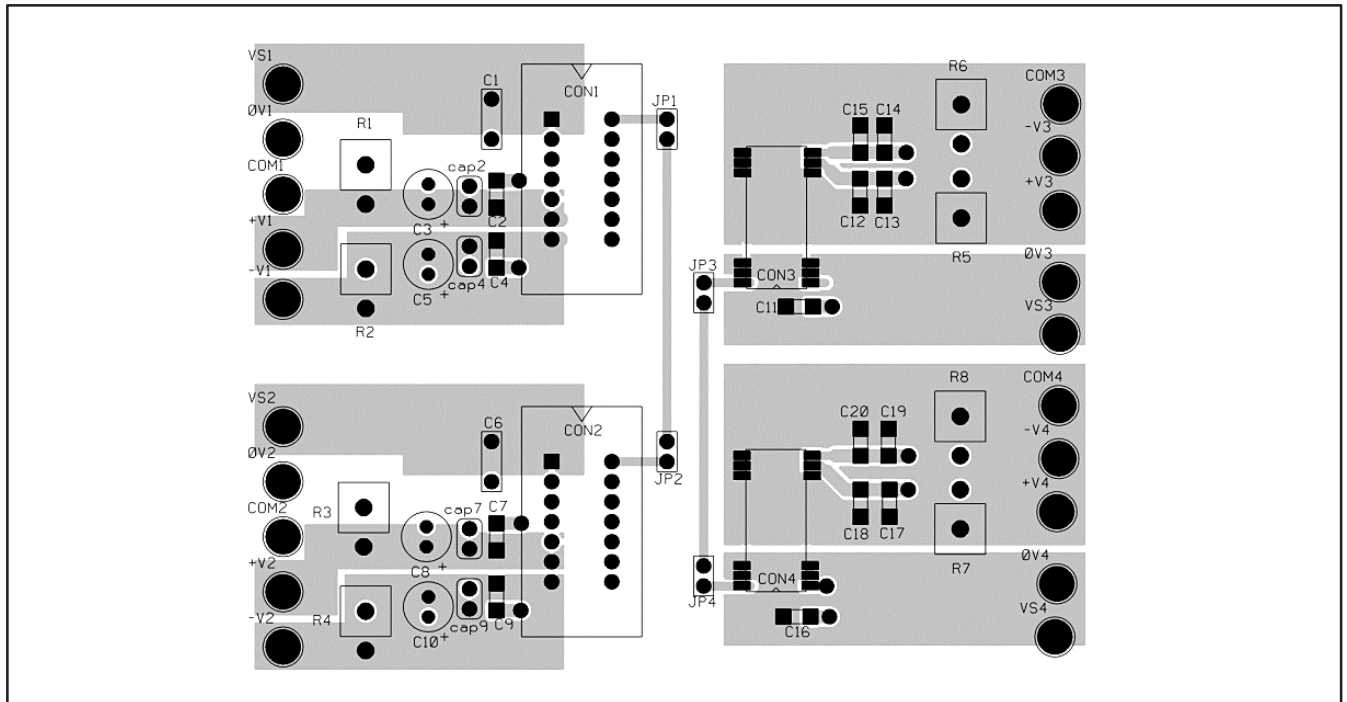 VS1
C1
CON1
ØV1
R1
JP1
COM1
cap2
+V1
C3 +
C2
-V1
C5 +
cap4
C4
R2
R6
COM3
C15 C14
-V3
+V3
C12 C13
R5
ØV3
JP3
CON3
C11
VS3
VS2
C6
CON2
ØV2
JP2
COM2
R3
cap7
C7
+V2
C8 +
-V2
R4
C10 +
cap9
C9
R8
COM4
C20 C19
-V4
+V4
C18 C17
R7
ØV4
JP4
CON4
VS4
C16